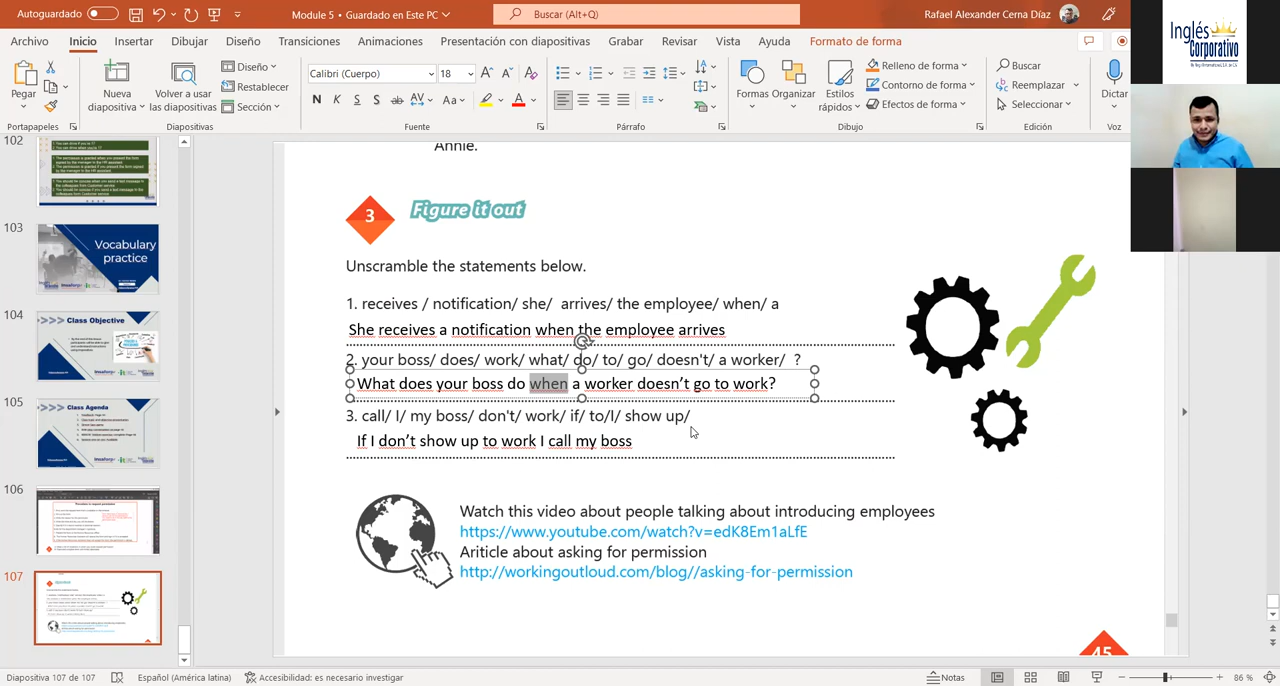 Autoguardado
Module 5 • Guardado en Este PC
Buscar (Alt+Q)
Rafael Alexander Cerna Díaz
Archivo Inicio Insertar Dibujar Diseño Transiciones Animaciones Presentación con diapositivas Grabar Revisar Vista Ayuda Formato de forma
Pegar
Nueva diapositiva
Volver a usar las diapositivas
Diseño
Restablecer
Sección
Calibri (Cuerpo) 18
N K S S ab AV Aa A
Formas Organizar Estilos rápidos
Relleno de forma
Contorno de forma
Efectos de forma
Buscar
Reemplazar
Seleccionar
Dictar
Portapapeles Diapositivas Fuente Párrafo Dibujo Edición Voz
Inglés
Corporativo
102
103
Vocabulary
practice
104
Class Objective
105
Class Agenda
106
107
Annie.
3 Figure it out
Unscramble the statements below.
1. receives / notification/ she/ arrives/ the employee/ when/ a
She receives a notification when the employee arrives
2. your boss/ does/ work/ what/ do/ to/ go/ doesn't/ a worker/ ?
What does your boss do when a worker doesn't go to work?
3. call/ I/ my boss/ don't/ work/ if/ to/I/ show up/
If I don't show up to work I call my boss
Watch this video about people talking about introducing employees
https://www.youtube.com/watch?v=edK8Em1aLfE
Ariticle about asking for permission
http://workingoutloud.com/blog//asking-for-permission
45
Diapositiva 107 de 107 Español (América latina) Accesibilidad: es necesario investigar Notas 86 %